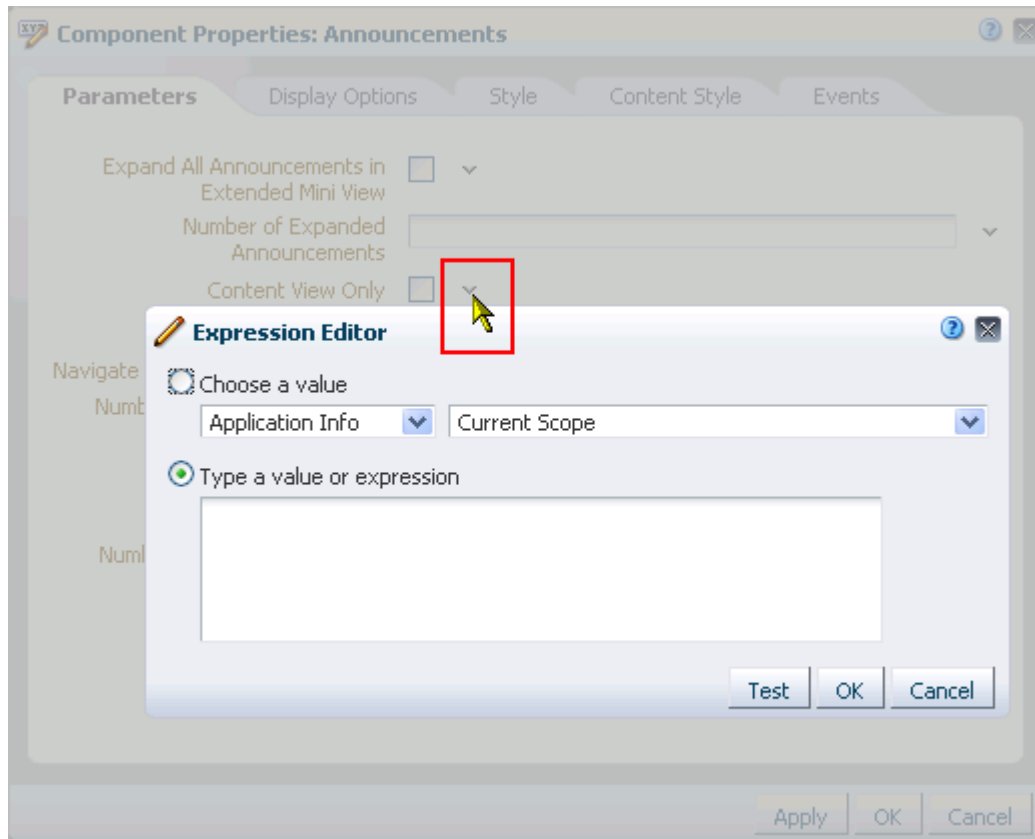 Component Properties: Announcements
Parameters Display Options Style Content Style Events
Expand All Announcements in
Extended Mini View
Number of Expanded
Announcements
Content View Only
Expression Editor
Navigate
Choose a value
Application Info Current Scope
Type a value or expression
Test OK Cancel
Apply OK Cancel